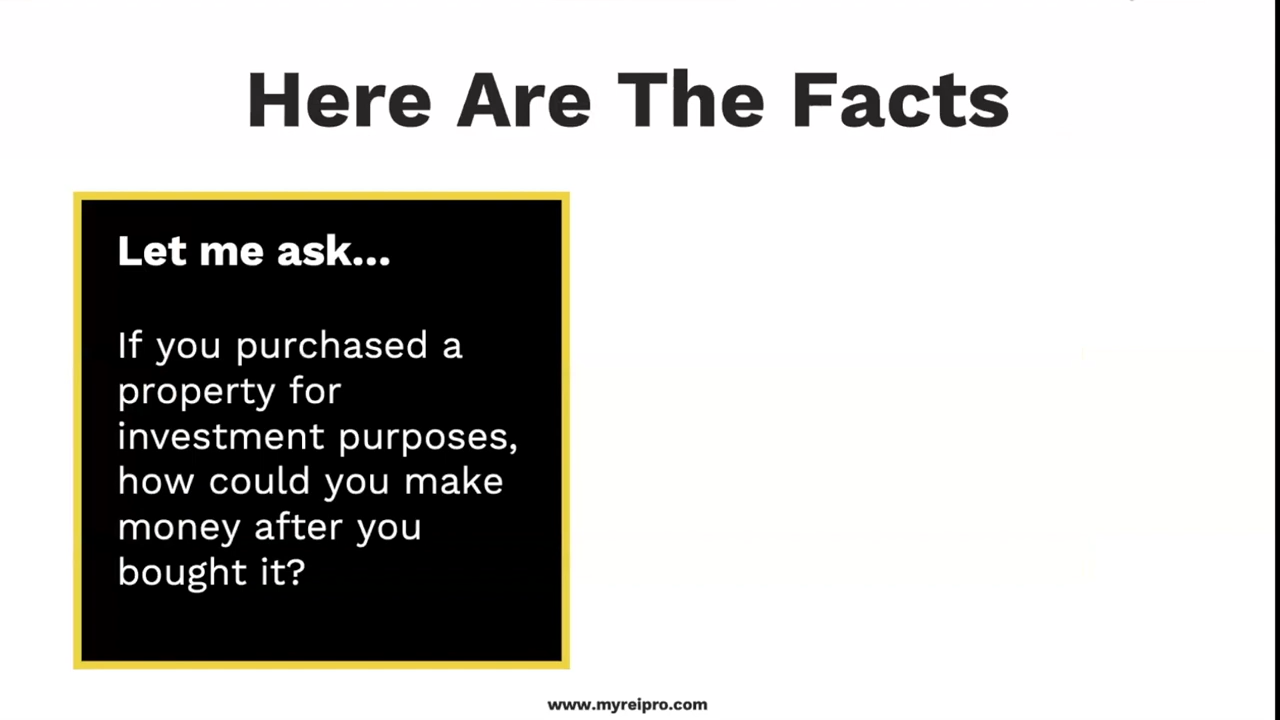 Here Are The Facts
Let me ask...
If you purchased a
property for
investment purposes,
how could you make
money after you
bought it?
www.myreipro.com